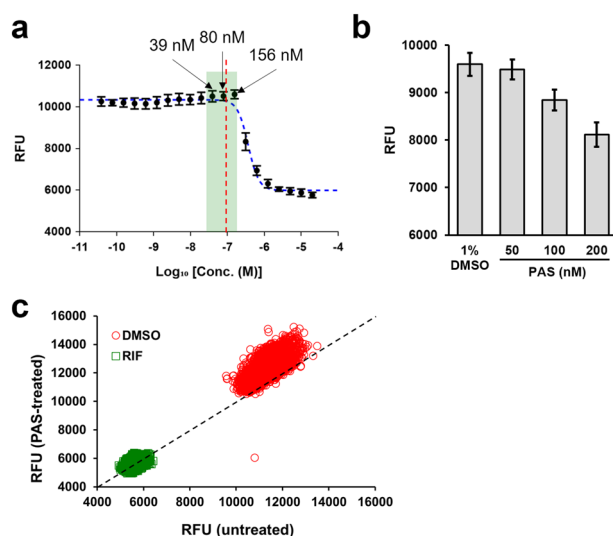 a
39 nM
80 nM
156 nM
12000
10000
8000
6000
4000
RFU
-11 -10 -9 -8 -7 -6 -5 -4
Log₁₀ [Conc. (M)]
b
10000
9000
8000
7000
6000
RFU
1% DMSO
50 100 200
PAS (nM)
c
DMSO
RIF
16000
14000
12000
10000
8000
6000
4000
RFU (PAS-treated)
4000 6000 8000 10000 12000 14000 16000
RFU (untreated)